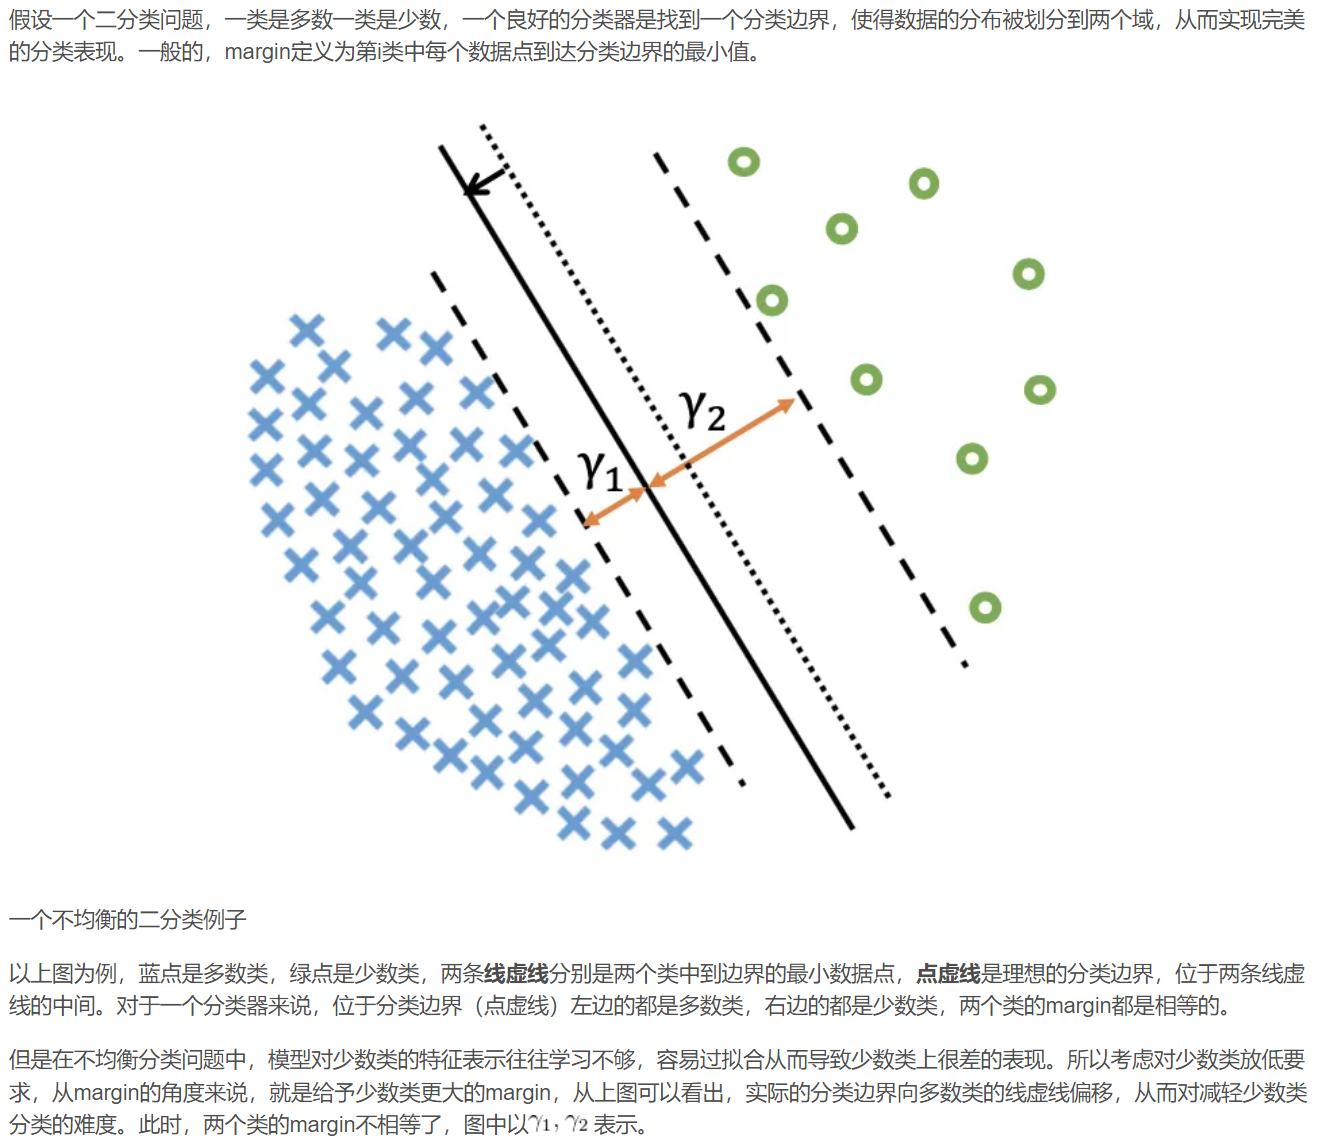 假设一个二分类问题，一类是多数一类是少数，一个良好的分类器是找到一个分类边界，使得数据的分布被划分到两个域，从而实现完美
的分类表现。一般的，margin定义为第i类中每个数据点到达分类边界的最小值。
γ2
γ1
一个不均衡的二分类例子
以上图为例，蓝点是多数类，绿点是少数类，两条线虚线分别是两个类中到边界的最小数据点，点虚线是理想的分类边界，位于两条线虚
线的中间。对于一个分类器来说，位于分类边界（点虚线）左边的都是多数类，右边的都是少数类，两个类的margin都是相等的。
但是在不均衡分类问题中，模型对少数类的特征表示往往学习不够，容易过拟合从而导致少数类上很差的表现。所以考虑对少数类放低要
求，从margin的角度来说，就是给予少数类更大的margin，从上图可以看出，实际的分类边界向多数类的线虚线偏移，从而对减轻少数类
分类的难度。此时，两个类的margin不相等了，图中以γ1，γ2 表示。